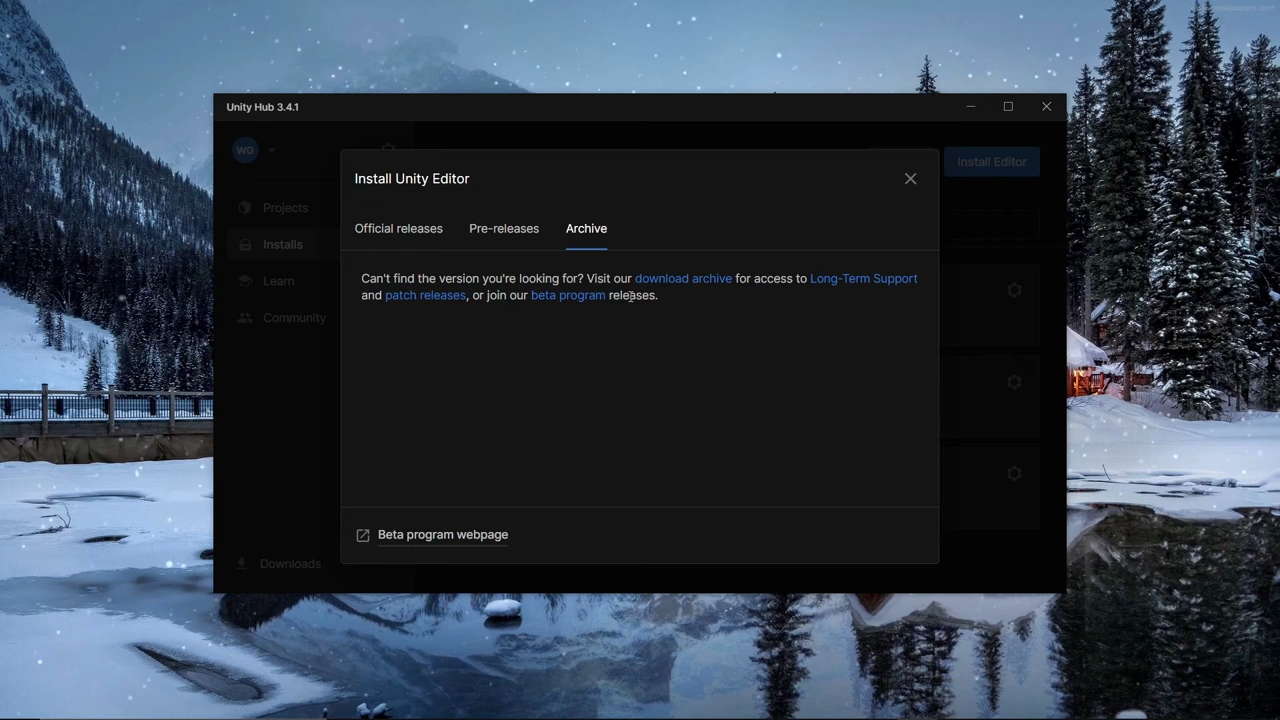 Unity Hub 3.4.1
WG
Install Editor
Projects
Installs
Learn
Community
Downloads
Install Unity Editor
Official releases
Pre-releases
Archive
Can't find the version you're looking for? Visit our download archive for access to Long-Term Support
and patch releases, or join our beta program releases.
Beta program webpage